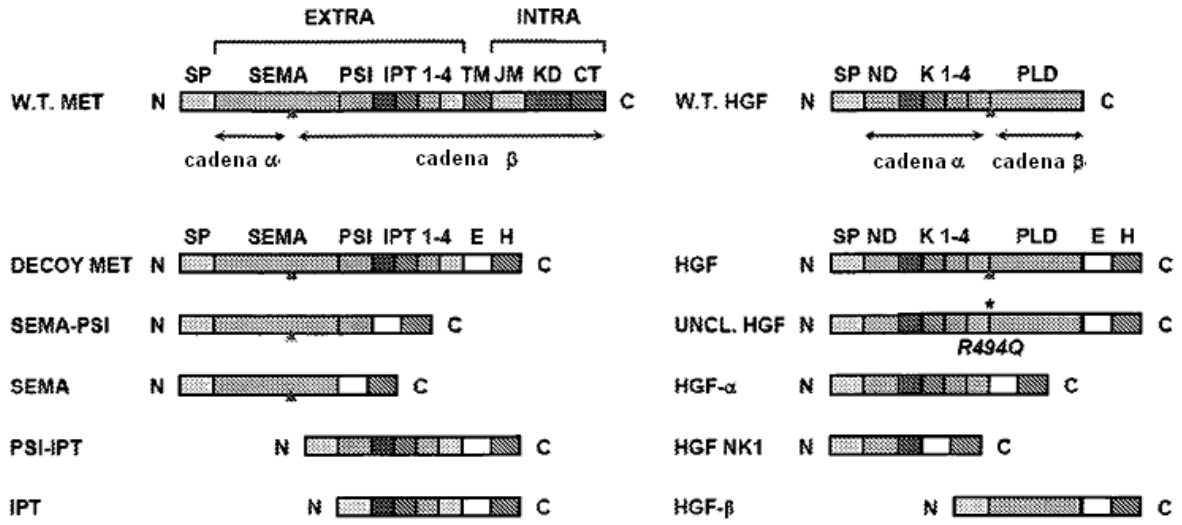 EXTRA INTRA
SP SEMA PSI IPT 1-4 TM JM KD CT
W.T. MET N C
cadena α cadena β
SP ND K 1-4 PLD
W.T. HGF N C
cadena α cadena β
SP SEMA PSI IPT 1-4 E H
DECOY MET N C
SEMA-PSI N C
SEMA N C
PSI-IPT N C
IPT N C
SP ND K 1-4 PLD E H
HGF N C
*
UNCL. HGF N C
R494Q
HGF-α N C
HGF NK1 N C
HGF-β N C